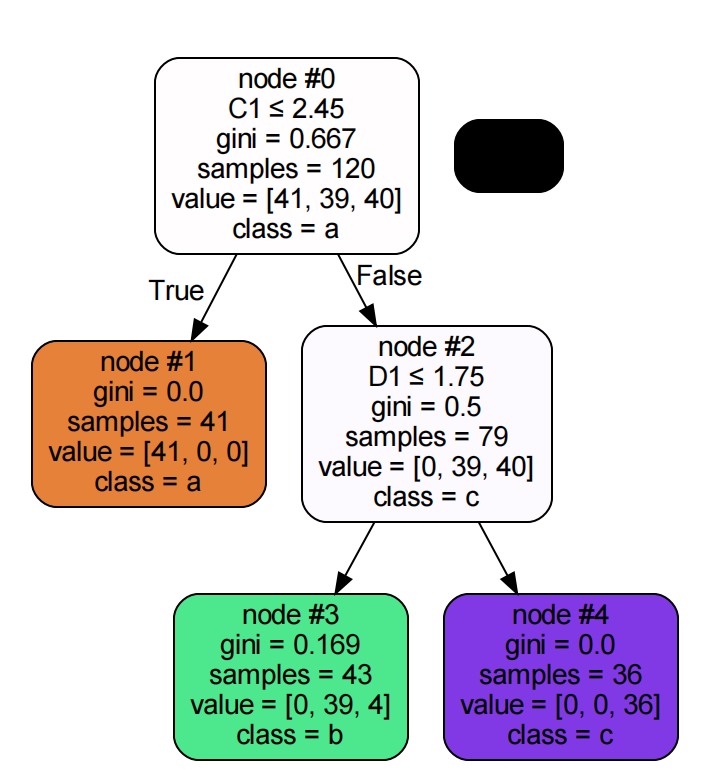 node #0
C1 ≤ 2.45
gini = 0.667
samples = 120
value = [41, 39, 40]
class = a
True
False
node #1
gini = 0.0
samples = 41
value = [41, 0, 0]
class = a
node #2
D1 ≤ 1.75
gini = 0.5
samples = 79
value = [0, 39, 40]
class = c
node #3
gini = 0.169
samples = 43
value = [0, 39, 4]
class = b
node #4
gini = 0.0
samples = 36
value = [0, 0, 36]
class = c